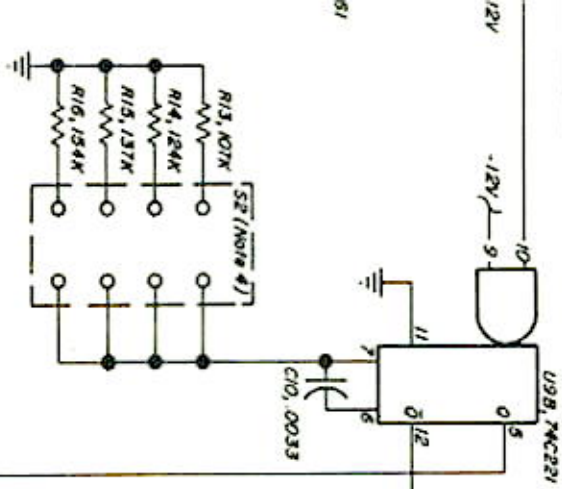 61
12V
-12V
10
9
R13, 107K
R14, 124K
R15, 137K
R16, 154K
S2 (Note 4)
11
7
6
C10, .0033
U9B, 74C221
Q
5
Q̅
12